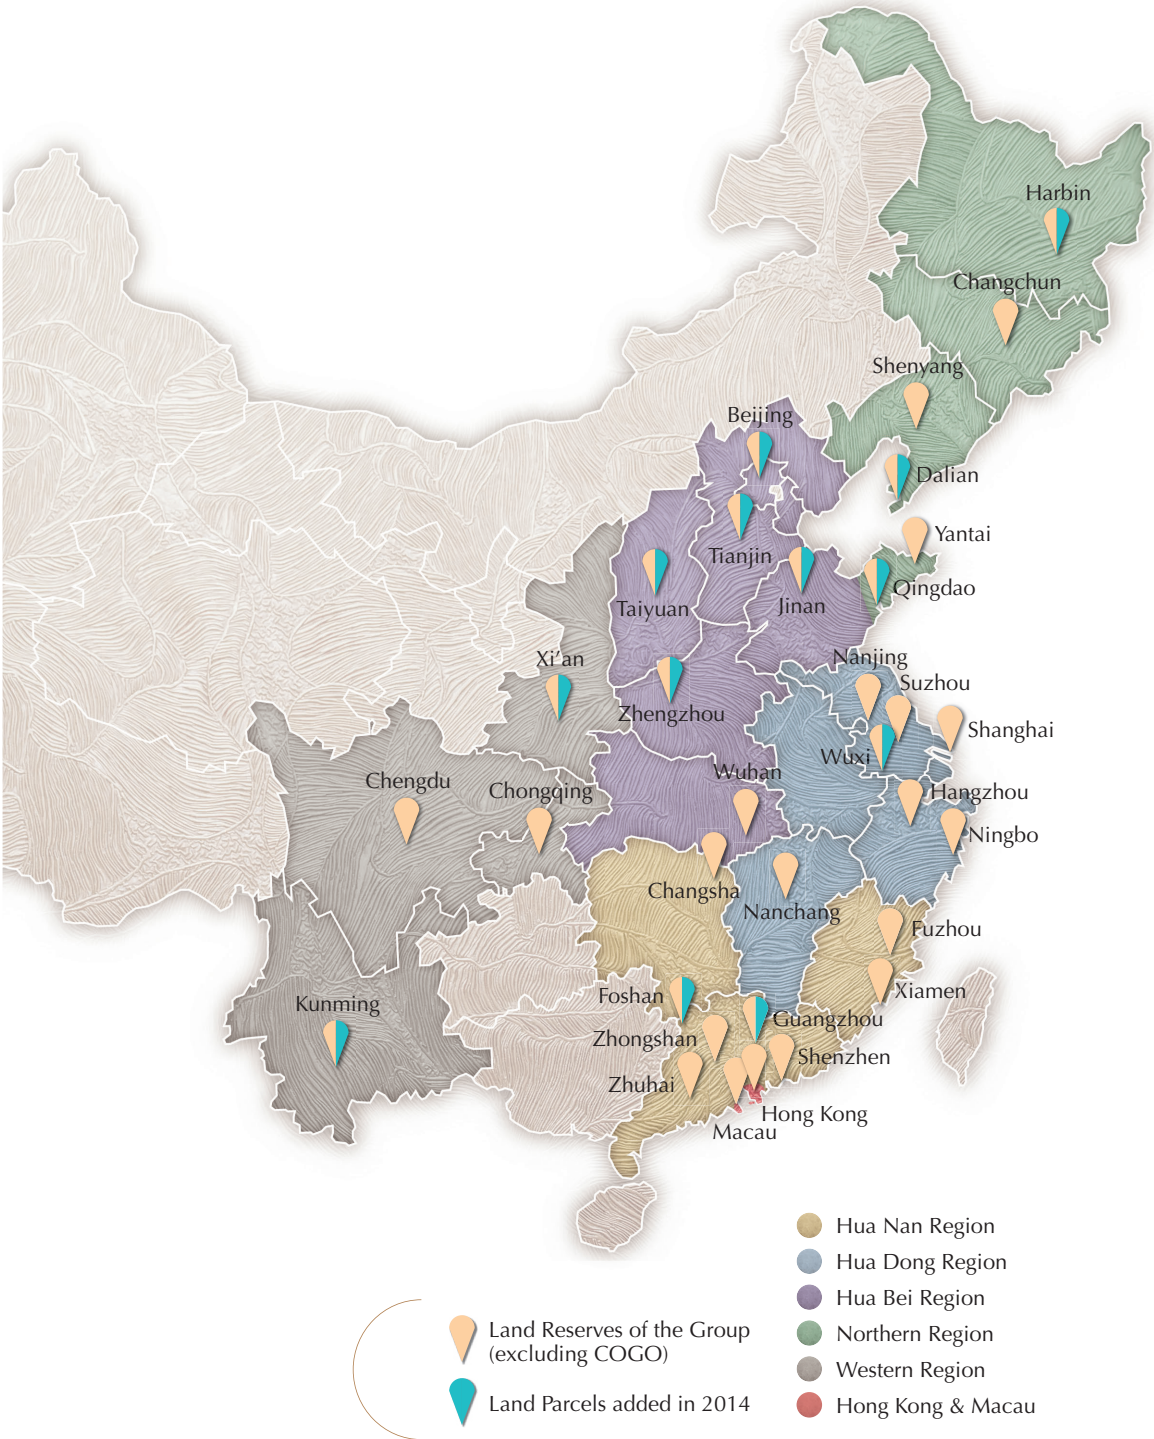 Harbin
Changchun
Shenyang
Beijing
Dalian
Yantai
Tianjin
Qingdao
Taiyuan
Jinan
Xi’an
Nanjing
Suzhou
Zhengzhou
Shanghai
Wuxi
Wuhan
Chengdu
Chongqing
Hangzhou
Ningbo
Changsha
Nanchang
Fuzhou
Xiamen
Foshan
Kunming
Guangzhou
Zhongshan
Shenzhen
Zhuhai
Hong Kong
Macau
Hua Nan Region
Hua Dong Region
Hua Bei Region
Northern Region
Western Region
Hong Kong & Macau
Land Reserves of the Group
(excluding COGO)
Land Parcels added in 2014